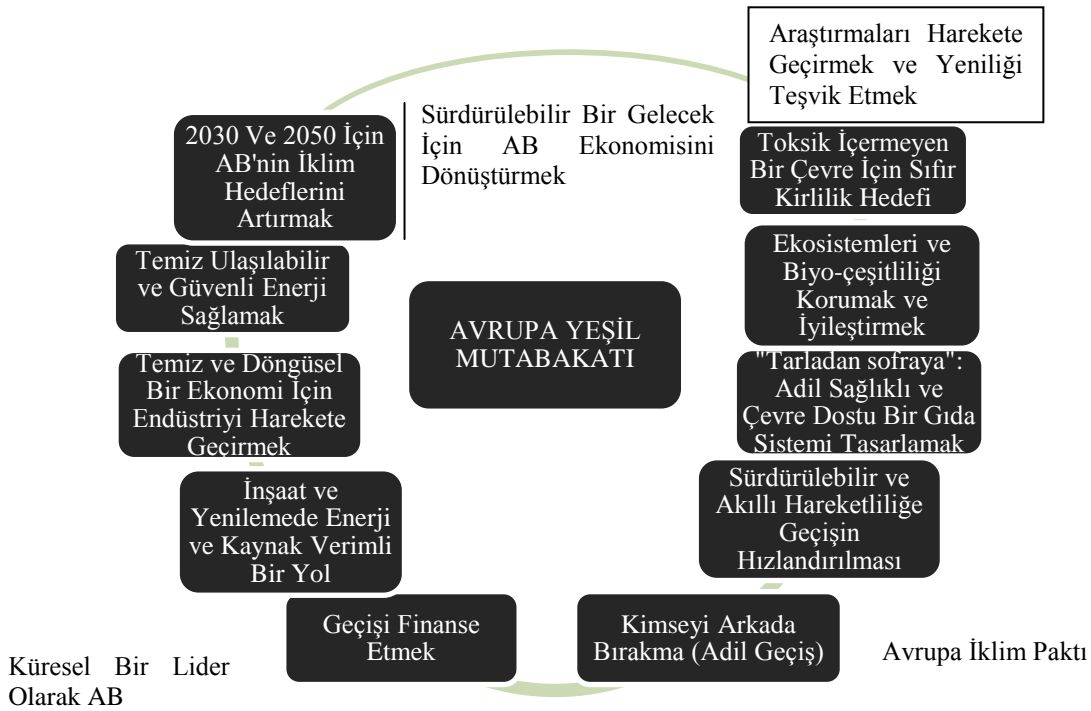 Araştırmaları Harekete
Geçirmek ve Yeniliği
Teşvik Etmek
Sürdürülebilir Bir Gelecek
İçin AB Ekonomisini
Dönüştürmek
2030 Ve 2050 İçin
AB'nin İklim
Hedeflerini
Artırmak
Toksik İçermeyen
Bir Çevre İçin Sıfır
Kirlilik Hedefi
Temiz Ulaşılabilir
ve Güvenli Enerji
Sağlamak
Ekosistemleri ve
Biyo-çeşitliliği
Korumak ve
İyileştirmek
AVRUPA YEŞİL
MUTABAKATI
Temiz ve Döngüsel
Bir Ekonomi İçin
Endüstriyi Harekete
Geçirmek
"Tarladan sofraya":
Adil Sağlıklı ve
Çevre Dostu Bir Gıda
Sistemi Tasarlamak
İnşaat ve
Yenilemede Enerji
ve Kaynak Verimli
Bir Yol
Sürdürülebilir ve
Akıllı Hareketliliğe
Geçişin
Hızlandırılması
Geçişi Finanse
Etmek
Kimseyi Arkada
Bırakma (Adil Geçiş)
Küresel Bir Lider
Olarak AB
Avrupa İklim Paktı